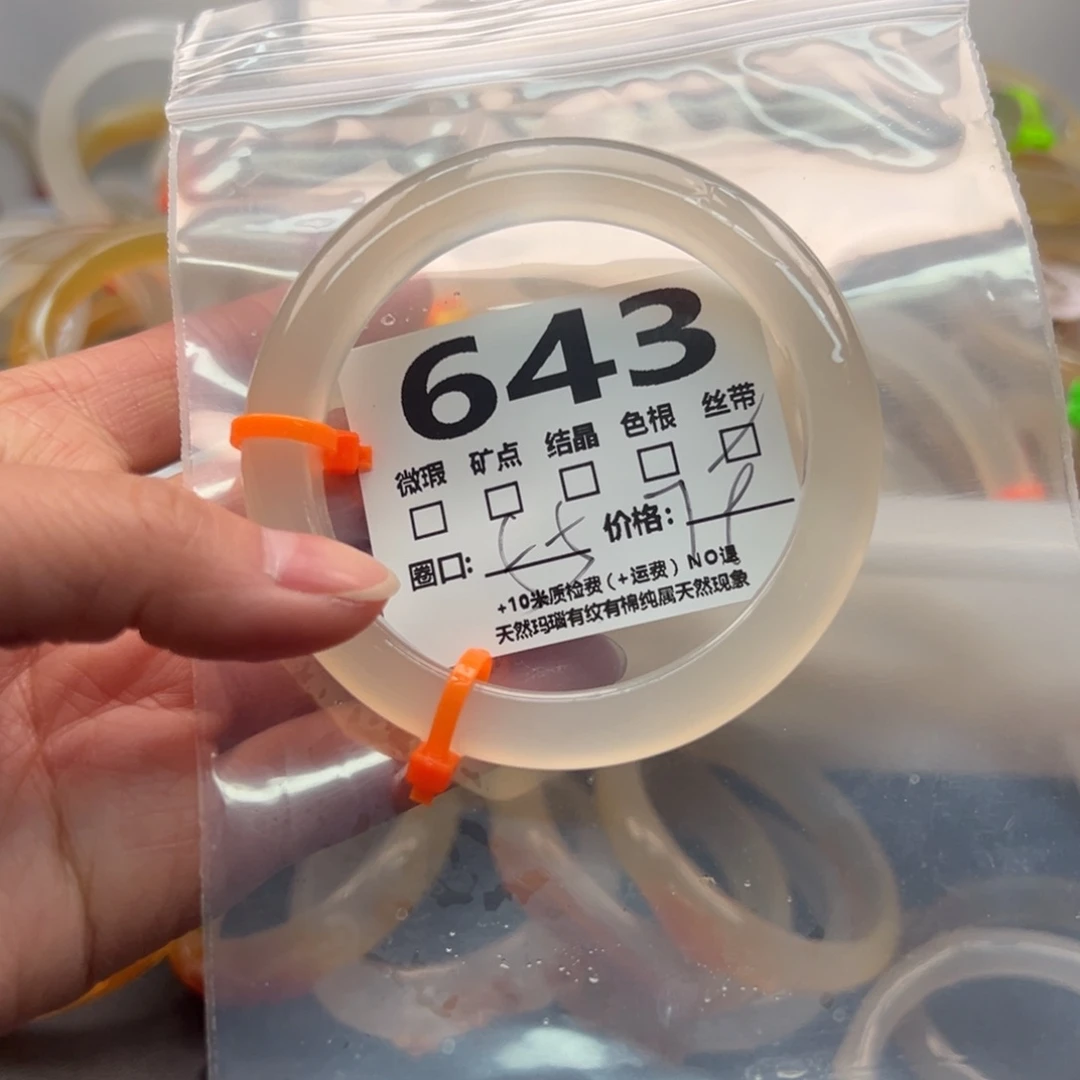 643
微瑕 矿点 结晶 色根 丝带
圈口: 价格:
+10米质检费(+运费)NO退
天然玛瑙有纹有棉纯属天然现象